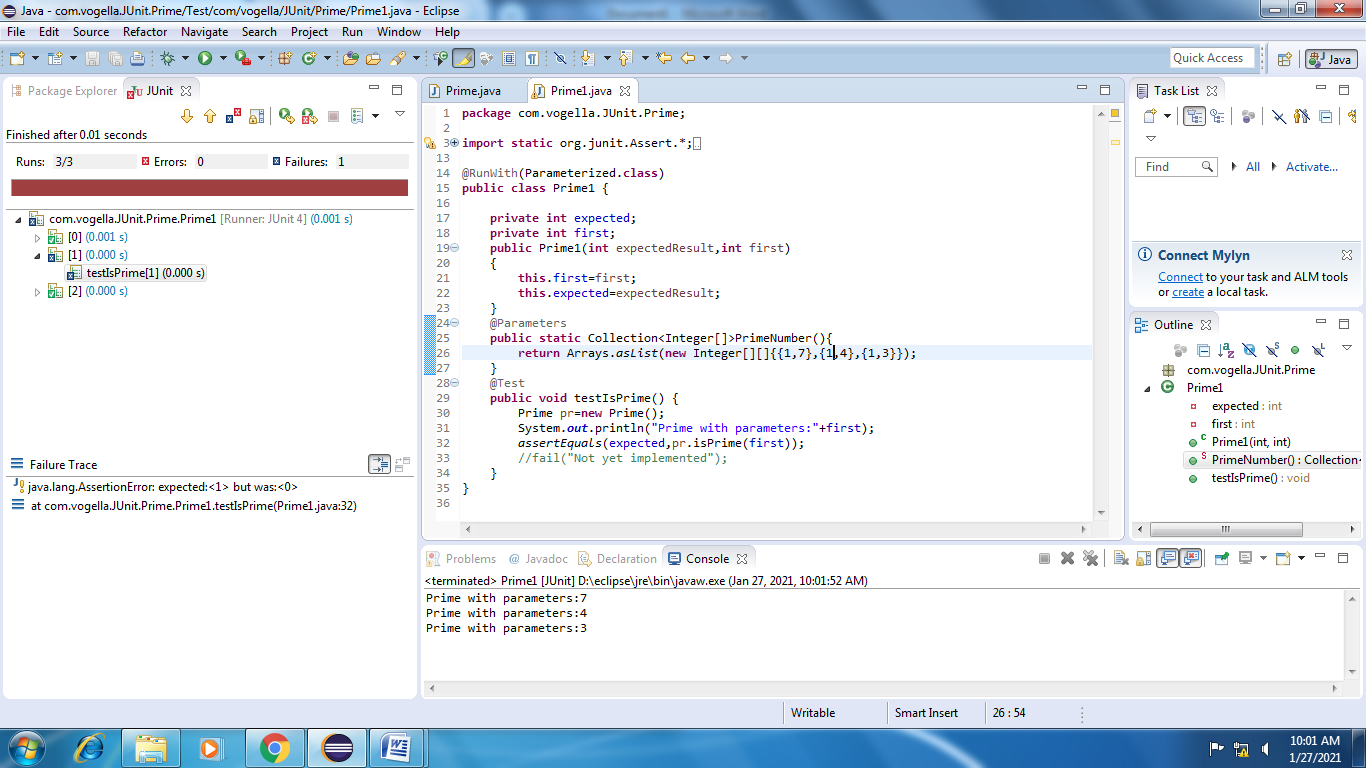 Java - com.vogella.JUnit.Prime/Test/com/vogella/JUnit/Prime/Prime1.java - Eclipse
File Edit Source Refactor Navigate Search Project Run Window Help
Quick Access
Java
Package Explorer
JUnit
Finished after 0.01 seconds
Runs: 3/3 Errors: 0 Failures: 1
com.vogella.JUnit.Prime.Prime1 [Runner: JUnit 4] (0.001 s)
[0] (0.001 s)
[1] (0.000 s)
testIsPrime[1] (0.000 s)
[2] (0.000 s)
Failure Trace
java.lang.AssertionError: expected:<1> but was:<0>
at com.vogella.JUnit.Prime.Prime1.testIsPrime(Prime1.java:32)
Prime.java
Prime1.java
1 package com.vogella.JUnit.Prime;
2
3 import static org.junit.Assert.*;
13
14 @RunWith(Parameterized.class)
15 public class Prime1 {
16
17 private int expected;
18 private int first;
19 public Prime1(int expectedResult,int first)
20 {
21 this.first=first;
22 this.expected=expectedResult;
23 }
24 @Parameters
25 public static Collection<Integer[]>PrimeNumber(){
26 return Arrays.asList(new Integer[][]{{1,7},{1,4},{1,3}});
27 }
28 @Test
29 public void testIsPrime() {
30 Prime pr=new Prime();
31 System.out.println("Prime with parameters:"+first);
32 assertEquals(expected,pr.isPrime(first));
33 //fail("Not yet implemented");
34 }
35 }
36
Task List
Find
All
Activate...
Connect Mylyn
Connect to your task and ALM tools
or create a local task.
Outline
com.vogella.JUnit.Prime
Prime1
expected : int
first : int
Prime1(int, int)
PrimeNumber() : Collection
testIsPrime() : void
Problems
@ Javadoc
Declaration
Console
<terminated> Prime1 [JUnit] D:\eclipse\jre\bin\javaw.exe (Jan 27, 2021, 10:01:52 AM)
Prime with parameters:7
Prime with parameters:4
Prime with parameters:3
Writable
Smart Insert
26 : 54
10:01 AM
1/27/2021